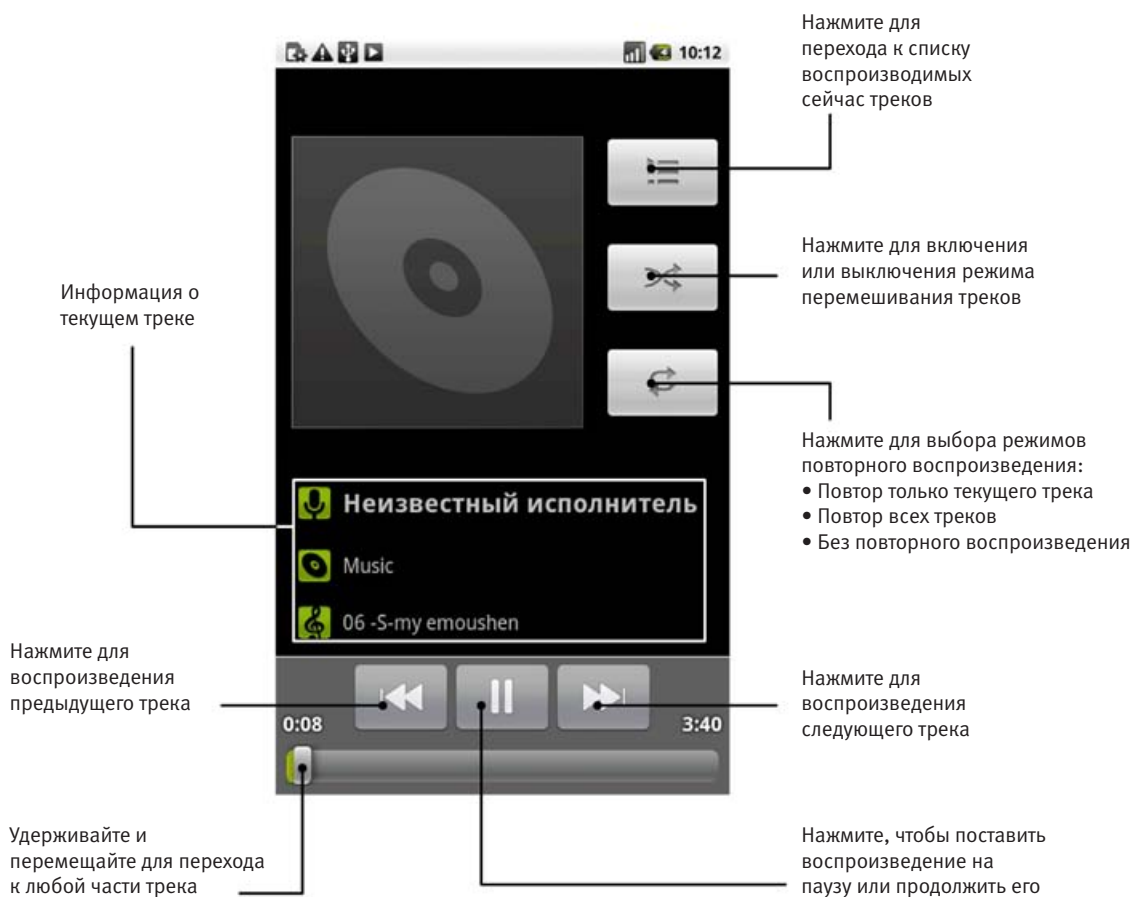 Нажмите для
перехода к списку
воспроизводимых
сейчас треков
10:12
Нажмите для включения
или выключения режима
перемешивания треков
Информация о
текущем треке
Нажмите для выбора режимов
повторного воспроизведения:
• Повтор только текущего трека
• Повтор всех треков
• Без повторного воспроизведения
Неизвестный исполнитель
Music
06 -S-my emoushen
Нажмите для
воспроизведения
предыдущего трека
Нажмите для
воспроизведения
следующего трека
0:08
3:40
Удерживайте и
перемещайте для перехода
к любой части трека
Нажмите, чтобы поставить
воспроизведение на
паузу или продолжить его